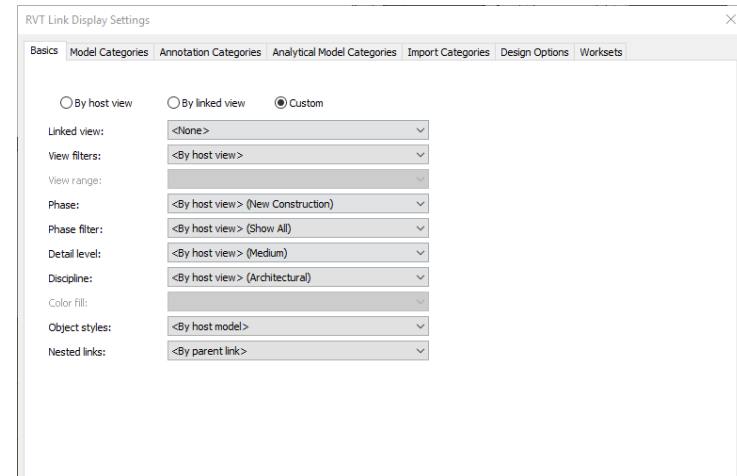 RVT Link Display Settings
Basics Model Categories Annotation Categories Analytical Model Categories Import Categories Design Options Worksets
By host view By linked view Custom
Linked view: <None>
View filters: <By host view>
View range:
Phase: <By host view> (New Construction)
Phase filter: <By host view> (Show All)
Detail level: <By host view> (Medium)
Discipline: <By host view> (Architectural)
Color fill:
Object styles: <By host model>
Nested links: <By parent link>